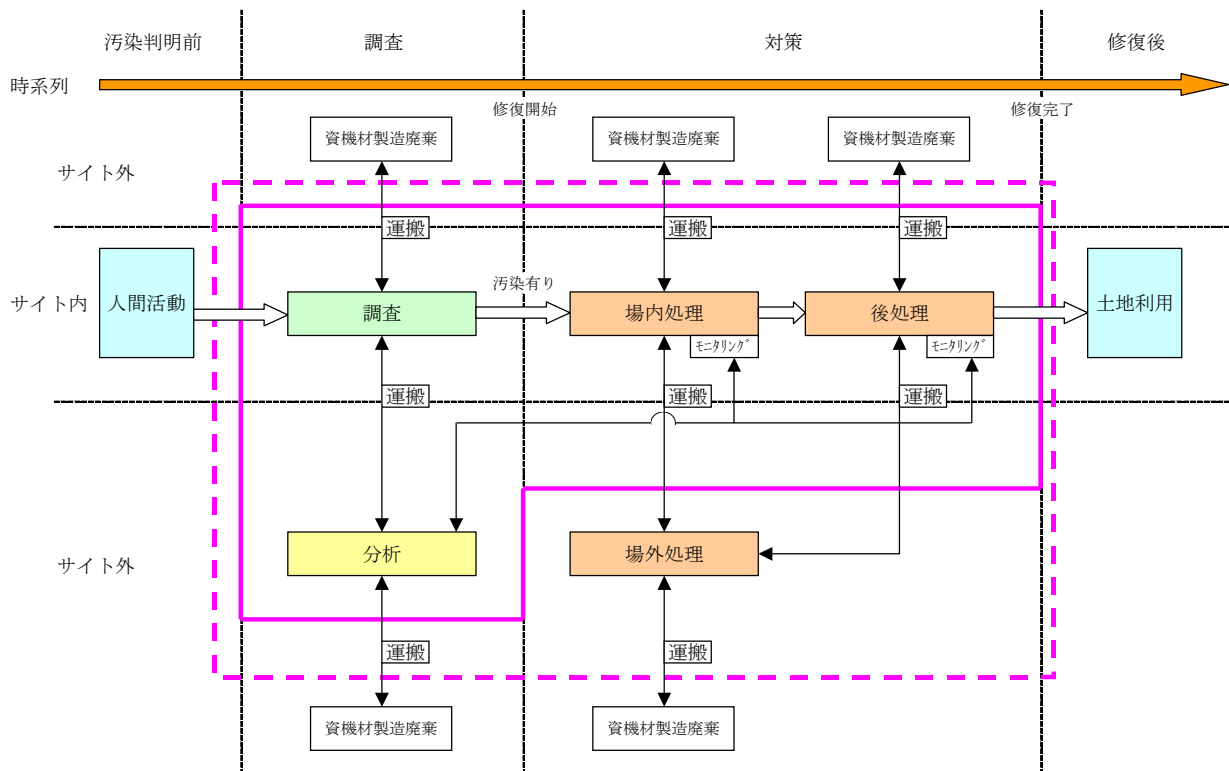 汚染判明前
調査
対策
修復後
時系列
修復開始
修復完了
資機材製造廃棄
資機材製造廃棄
資機材製造廃棄
サイト外
運搬
運搬
運搬
人間活動
サイト内
調査
汚染有り
場内処理
後処理
土地利用
ﾓﾆﾀﾘﾝｸﾞ
ﾓﾆﾀﾘﾝｸﾞ
運搬
運搬
運搬
サイト外
分析
場外処理
運搬
運搬
資機材製造廃棄
資機材製造廃棄